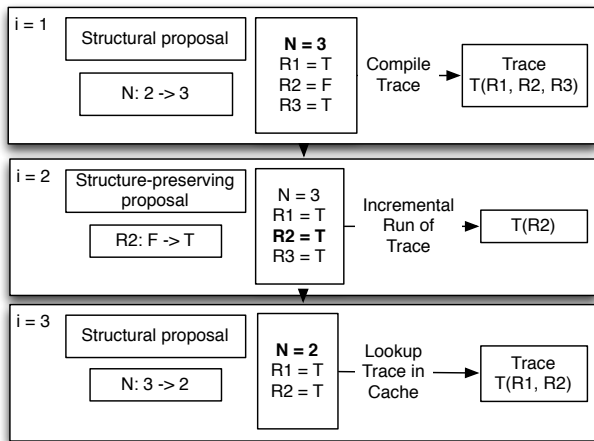 i = 1
Structural proposal
N: 2 -> 3
N = 3
R1 = T
R2 = F
R3 = T
Compile
Trace
Trace
T(R1, R2, R3)
i = 2
Structure-preserving
proposal
R2: F -> T
N = 3
R1 = T
R2 = T
R3 = T
Incremental
Run of
Trace
T(R2)
i = 3
Structural proposal
N: 3 -> 2
N = 2
R1 = T
R2 = T
Lookup
Trace in
Cache
Trace
T(R1, R2)